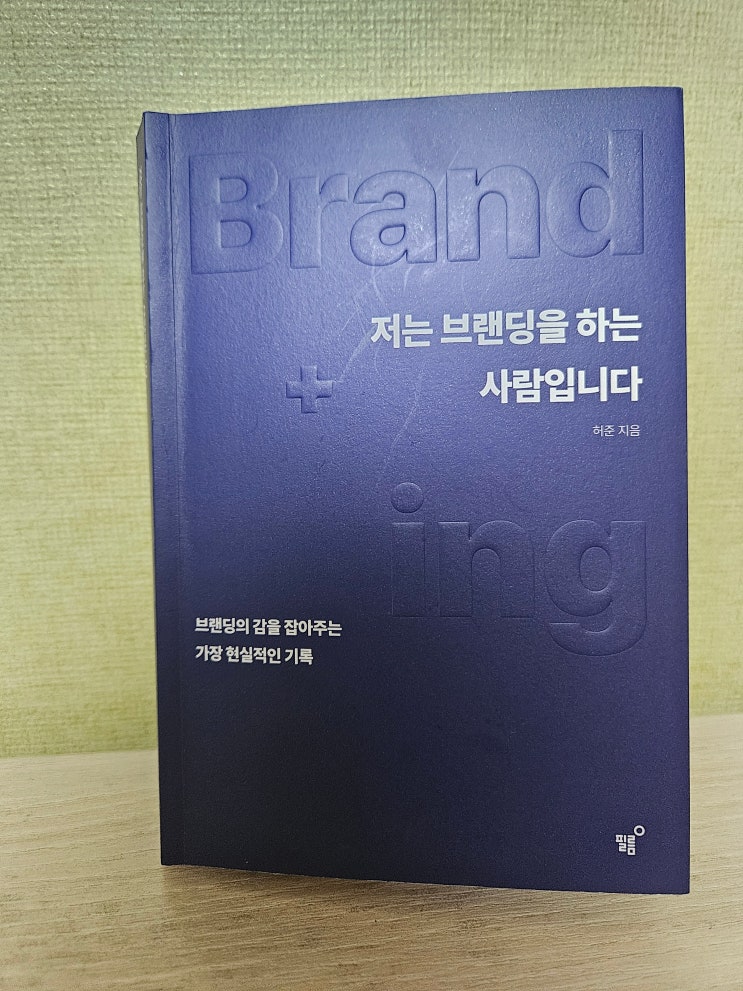 Brand
저는 브랜딩을 하는
사람입니다
+
허준 지음
ing
브랜딩의 감을 잡아주는
가장 현실적인 기록
필름